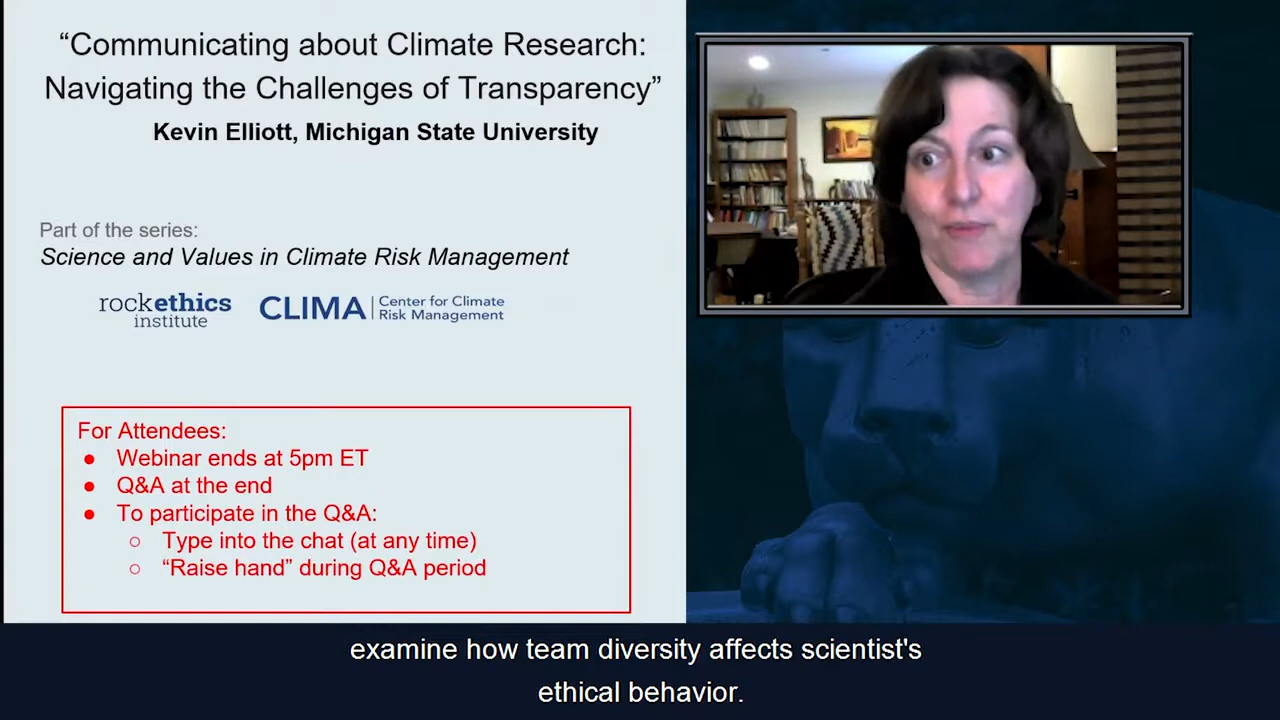 “Communicating about Climate Research:
Navigating the Challenges of Transparency”
Kevin Elliott, Michigan State University
Part of the series:
Science and Values in Climate Risk Management
rockethics
institute
CLIMA | Center for Climate
Risk Management
For Attendees:
● Webinar ends at 5pm ET
● Q&A at the end
● To participate in the Q&A:
○ Type into the chat (at any time)
○ “Raise hand” during Q&A period
examine how team diversity affects scientist's
ethical behavior.